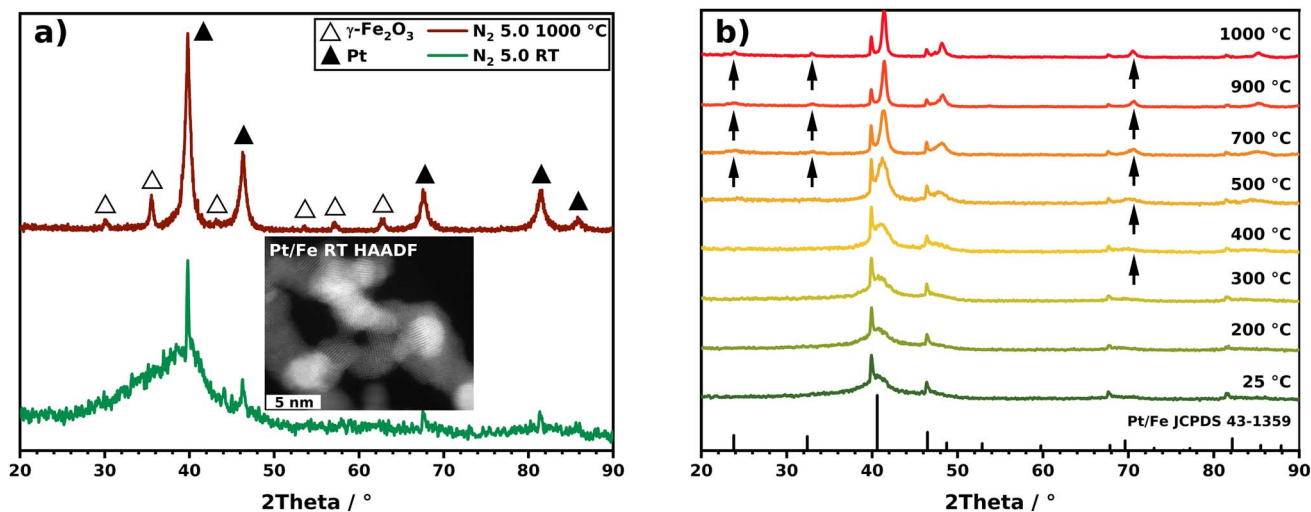 a)
△ γ-Fe₂O₃ N₂ 5.0 1000 °C
▲ Pt N₂ 5.0 RT
Pt/Fe RT HAADF
5 nm
20 30 40 50 60 70 80 90
2Theta / °
b)
1000 °C
900 °C
700 °C
500 °C
400 °C
300 °C
200 °C
25 °C
Pt/Fe JCPDS 43-1359
20 30 40 50 60 70 80 90
2Theta / °